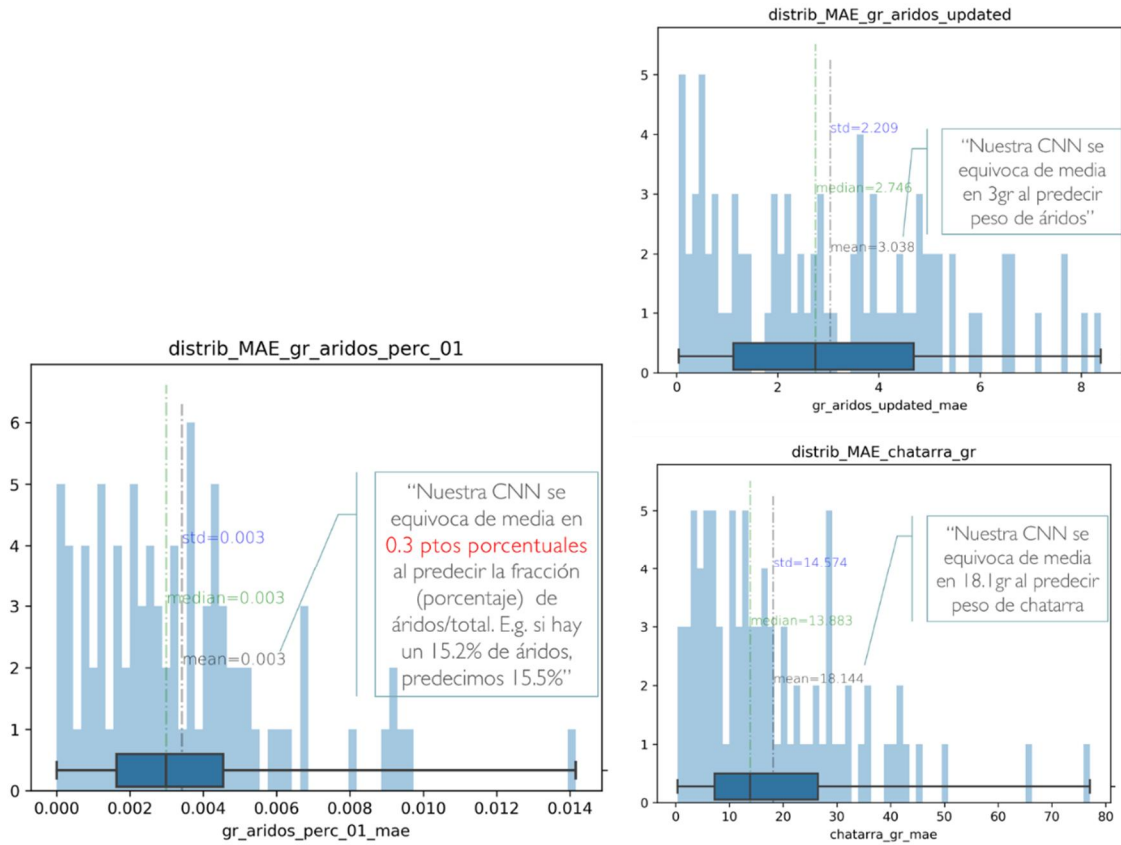 distrib_MAE_gr_aridos_updated
5
4
3
2
1
0
std=2.209
median=2.746
mean=3.038
“Nuestra CNN se
equivoca de media
en 3gr al predecir
peso de áridos”
0
2
4
6
8
gr_aridos_updated_mae
distrib_MAE_gr_aridos_perc_01
6
5
4
3
2
1
0
std=0.003
median=0.003
mean=0.003
“Nuestra CNN se
equivoca de media en
0.3 ptos porcentuales
al predecir la fracción
(porcentaje) de
áridos/total. E.g. si hay
un 15.2% de áridos,
predecimos 15.5%”
0.000
0.002
0.004
0.006
0.008
0.010
0.012
0.014
gr_aridos_perc_01_mae
distrib_MAE_chatarra_gr
5
4
3
2
1
0
std=14.574
median=13.883
mean=18.144
“Nuestra CNN se
equivoca de media
en 18.1gr al predecir
peso de chatarra
0
10
20
30
40
50
60
70
80
chatarra_gr_mae